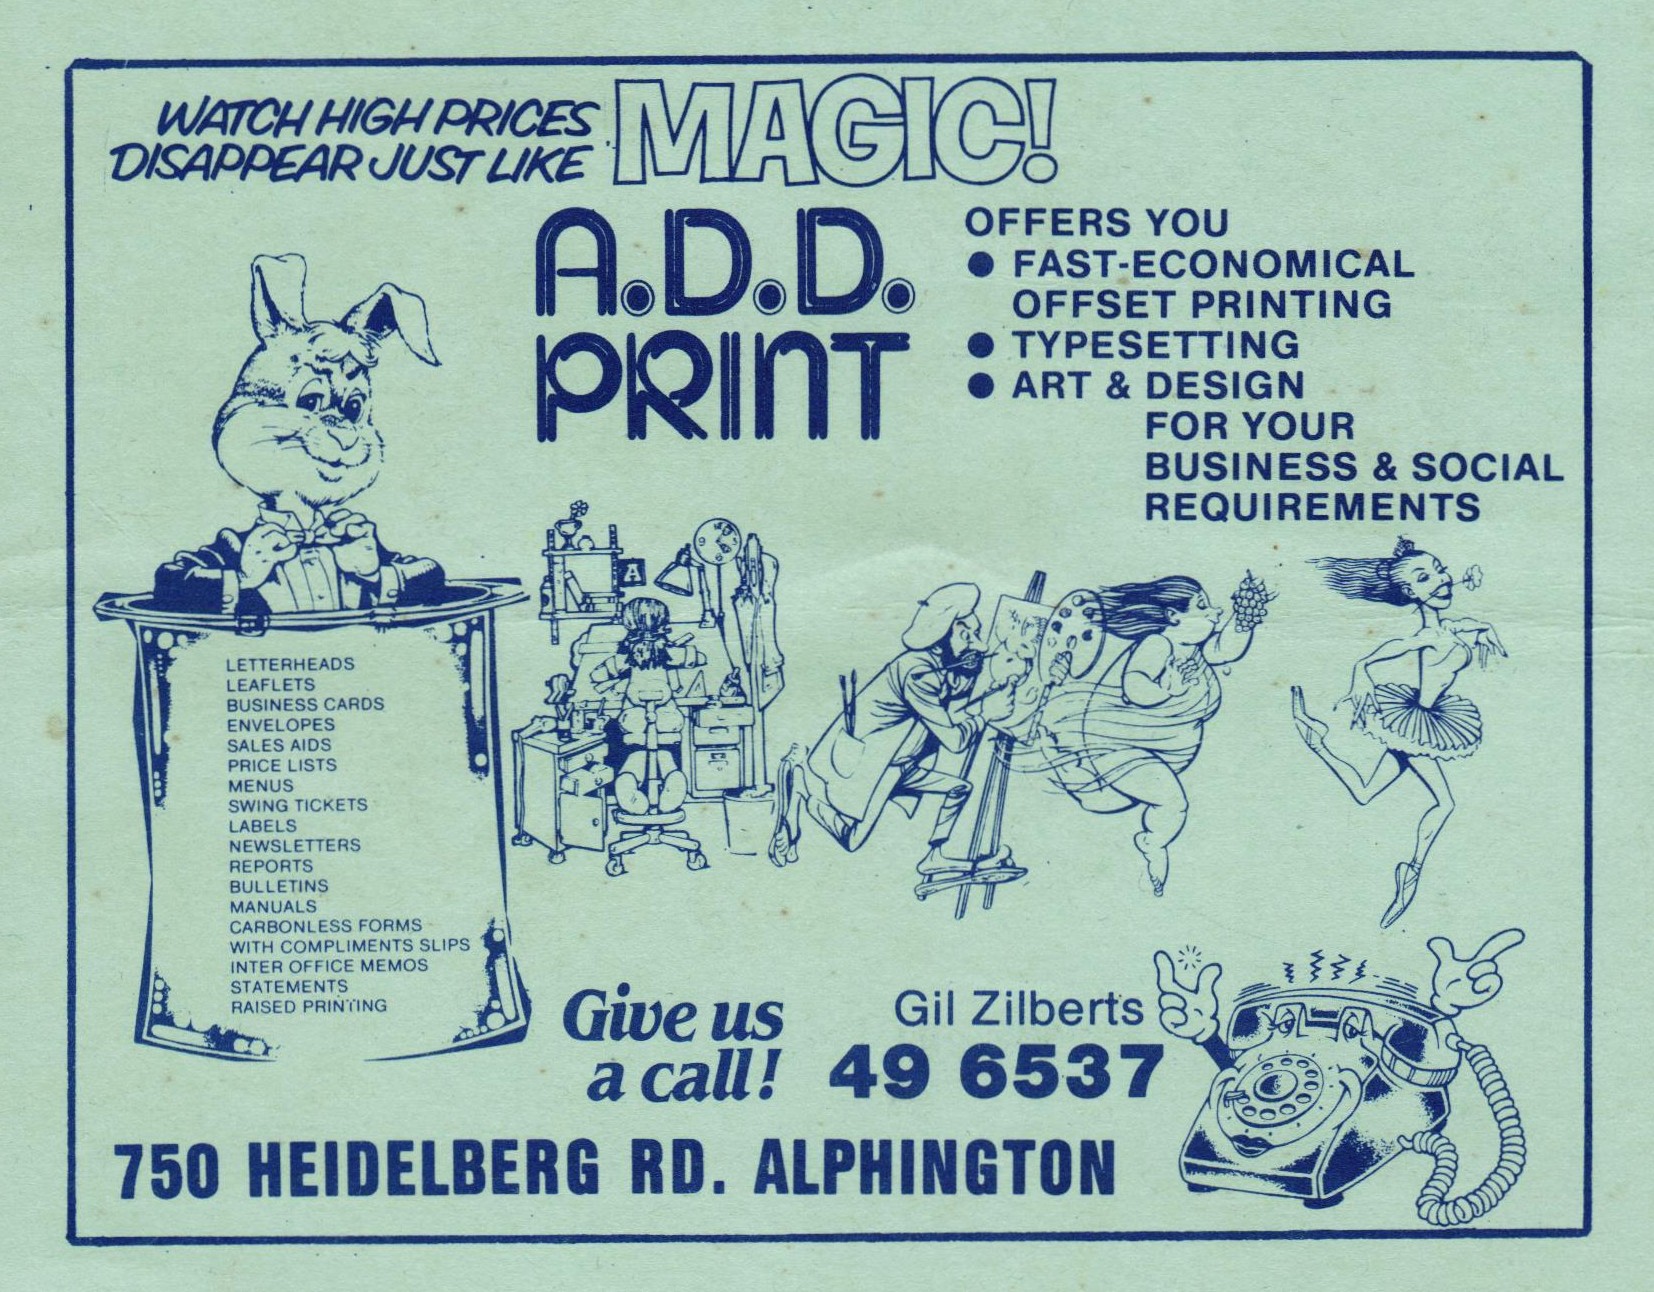 WATCH HIGH PRICES
DISAPPEAR JUST LIKE MAGIC!
A.D.D.
PRINT
OFFERS YOU
● FAST-ECONOMICAL
OFFSET PRINTING
● TYPESETTING
● ART & DESIGN
FOR YOUR
BUSINESS & SOCIAL
REQUIREMENTS
A
LETTERHEADS
LEAFLETS
BUSINESS CARDS
ENVELOPES
SALES AIDS
PRICE LISTS
MENUS
SWING TICKETS
LABELS
NEWSLETTERS
REPORTS
BULLETINS
MANUALS
CARBONLESS FORMS
WITH COMPLIMENTS SLIPS
INTER OFFICE MEMOS
STATEMENTS
RAISED PRINTING
Give us
a call!
Gil Zilberts
49 6537
750 HEIDELBERG RD. ALPHINGTON